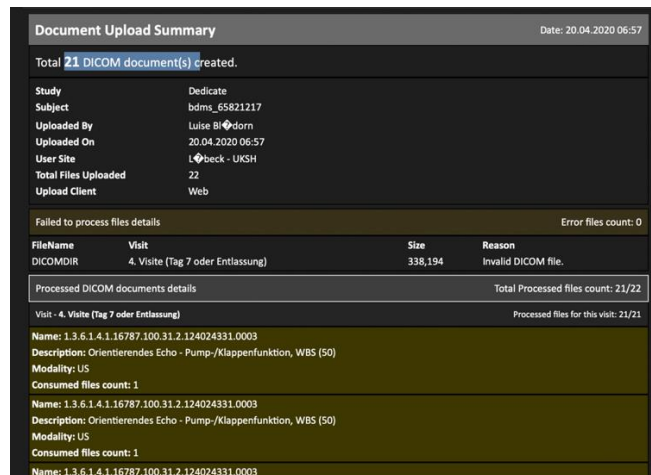 Document Upload Summary Date: 20.04.2020 06:57
Total 21 DICOM document(s) created.
Study Dedicate
Subject bdms_65821217
Uploaded By Luise Bl�dorn
Uploaded On 20.04.2020 06:57
User Site L�beck - UKSH
Total Files Uploaded 22
Upload Client Web
Failed to process files details Error files count: 0
FileName Visit Size Reason
DICOMDIR 4. Visite (Tag 7 oder Entlassung) 338,194 Invalid DICOM file.
Processed DICOM documents details Total Processed files count: 21/22
Visit - 4. Visite (Tag 7 oder Entlassung) Processed files for this visit: 21/21
Name: 1.3.6.1.4.1.16787.100.31.2.124024331.0003
Description: Orientierendes Echo - Pump-/Klappenfunktion, WBS (50)
Modality: US
Consumed files count: 1
Name: 1.3.6.1.4.1.16787.100.31.2.124024331.0003
Description: Orientierendes Echo - Pump-/Klappenfunktion, WBS (50)
Modality: US
Consumed files count: 1
Name: 1.3.6.1.4.1.16787.100.31.2.124024331.0003